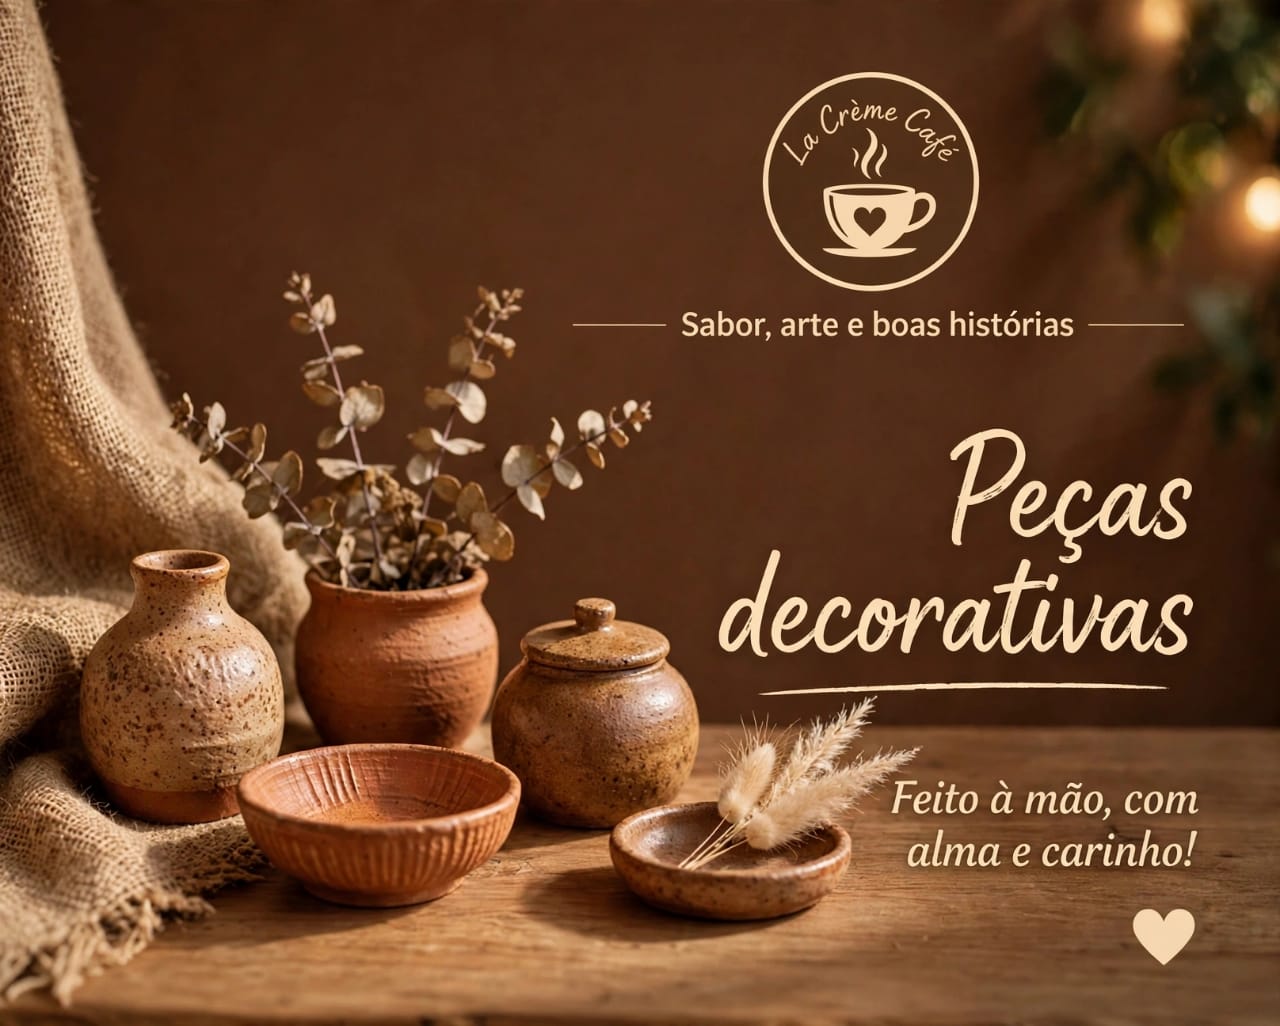 La Crème Café
Sabor, arte e boas histórias
Peças
decorativas
Feito à mão, com
alma e carinho!